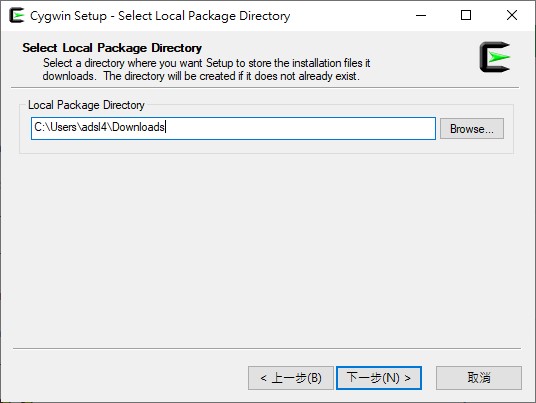 Cygwin Setup - Select Local Package Directory
Select Local Package Directory
Select a directory where you want Setup to store the installation files it
downloads.  The directory will be created if it does not already exist.
Local Package Directory
C:\Users\adsl4\Downloads
Browse...
< 上一步(B)
下一步(N) >
取消